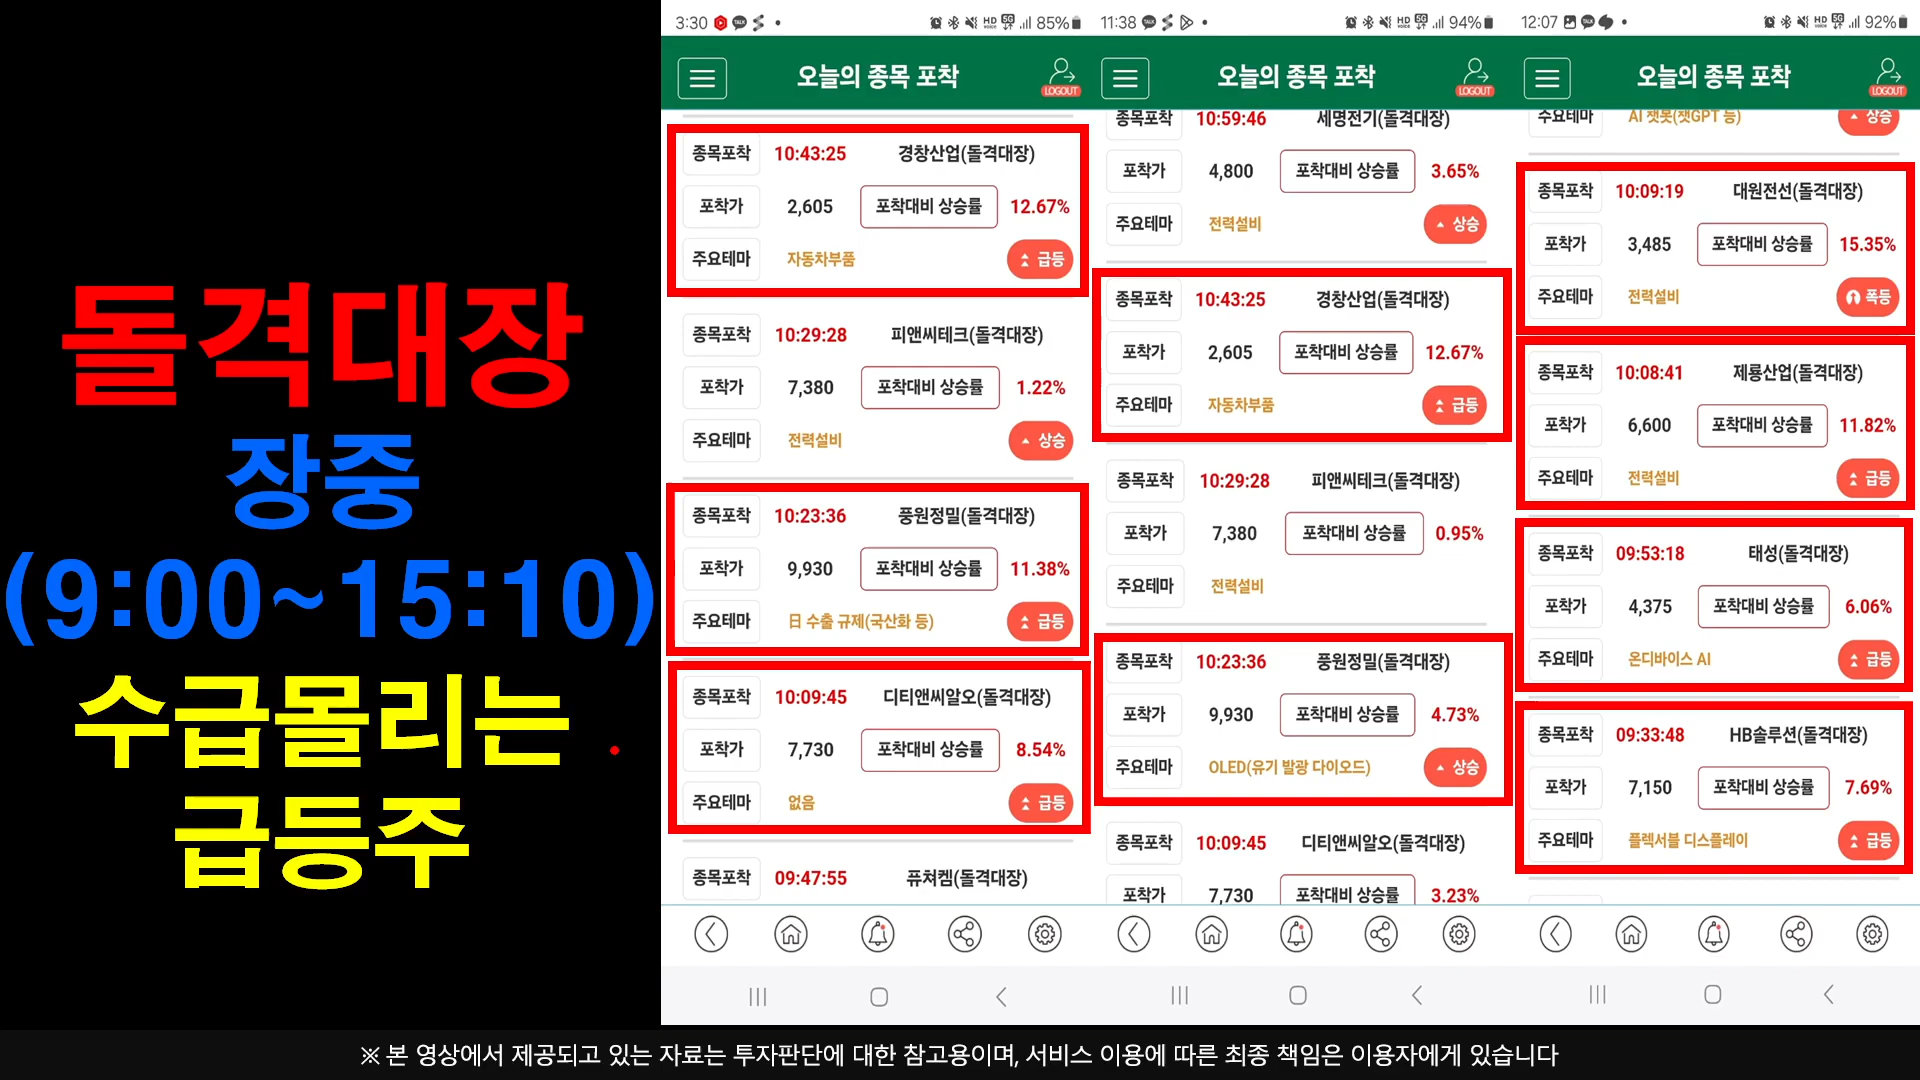 돌격대장
장중
(9:00~15:10)
수급몰리는
급등주
3:30 TALK HD voice 5G 85%
오늘의 종목 포착
LOGOUT
종목포착 10:43:25 경창산업(돌격대장)
포착가 2,605 포착대비 상승률 12.67%
주요테마 자동차부품 급등
종목포착 10:29:28 피앤씨테크(돌격대장)
포착가 7,380 포착대비 상승률 1.22%
주요테마 전력설비 상승
종목포착 10:23:36 풍원정밀(돌격대장)
포착가 9,930 포착대비 상승률 11.38%
주요테마 日 수출 규제(국산화 등) 급등
종목포착 10:09:45 디티앤씨알오(돌격대장)
포착가 7,730 포착대비 상승률 8.54%
주요테마 없음 급등
종목포착 09:47:55 퓨쳐켐(돌격대장)
11:38 TALK HD voice 5G 94%
오늘의 종목 포착
LOGOUT
종목포착 10:59:46 세명전기(돌격대장)
포착가 4,800 포착대비 상승률 3.65%
주요테마 전력설비 상승
종목포착 10:43:25 경창산업(돌격대장)
포착가 2,605 포착대비 상승률 12.67%
주요테마 자동차부품 급등
종목포착 10:29:28 피앤씨테크(돌격대장)
포착가 7,380 포착대비 상승률 0.95%
주요테마 전력설비
종목포착 10:23:36 풍원정밀(돌격대장)
포착가 9,930 포착대비 상승률 4.73%
주요테마 OLED(유기 발광 다이오드) 상승
종목포착 10:09:45 디티앤씨알오(돌격대장)
포착가 7,730 포착대비 상승률 3.23%
12:07 TALK HD voice 5G 92%
오늘의 종목 포착
LOGOUT
주요테마 AI 챗봇(챗GPT 등) 상승
종목포착 10:09:19 대원전선(돌격대장)
포착가 3,485 포착대비 상승률 15.35%
주요테마 전력설비 폭등
종목포착 10:08:41 제룡산업(돌격대장)
포착가 6,600 포착대비 상승률 11.82%
주요테마 전력설비 급등
종목포착 09:53:18 태성(돌격대장)
포착가 4,375 포착대비 상승률 6.06%
주요테마 온디바이스 AI 급등
종목포착 09:33:48 HB솔루션(돌격대장)
포착가 7,150 포착대비 상승률 7.69%
주요테마 플렉서블 디스플레이 급등
※ 본 영상에서 제공되고 있는 자료는 투자판단에 대한 참고용이며, 서비스 이용에 따른 최종 책임은 이용자에게 있습니다